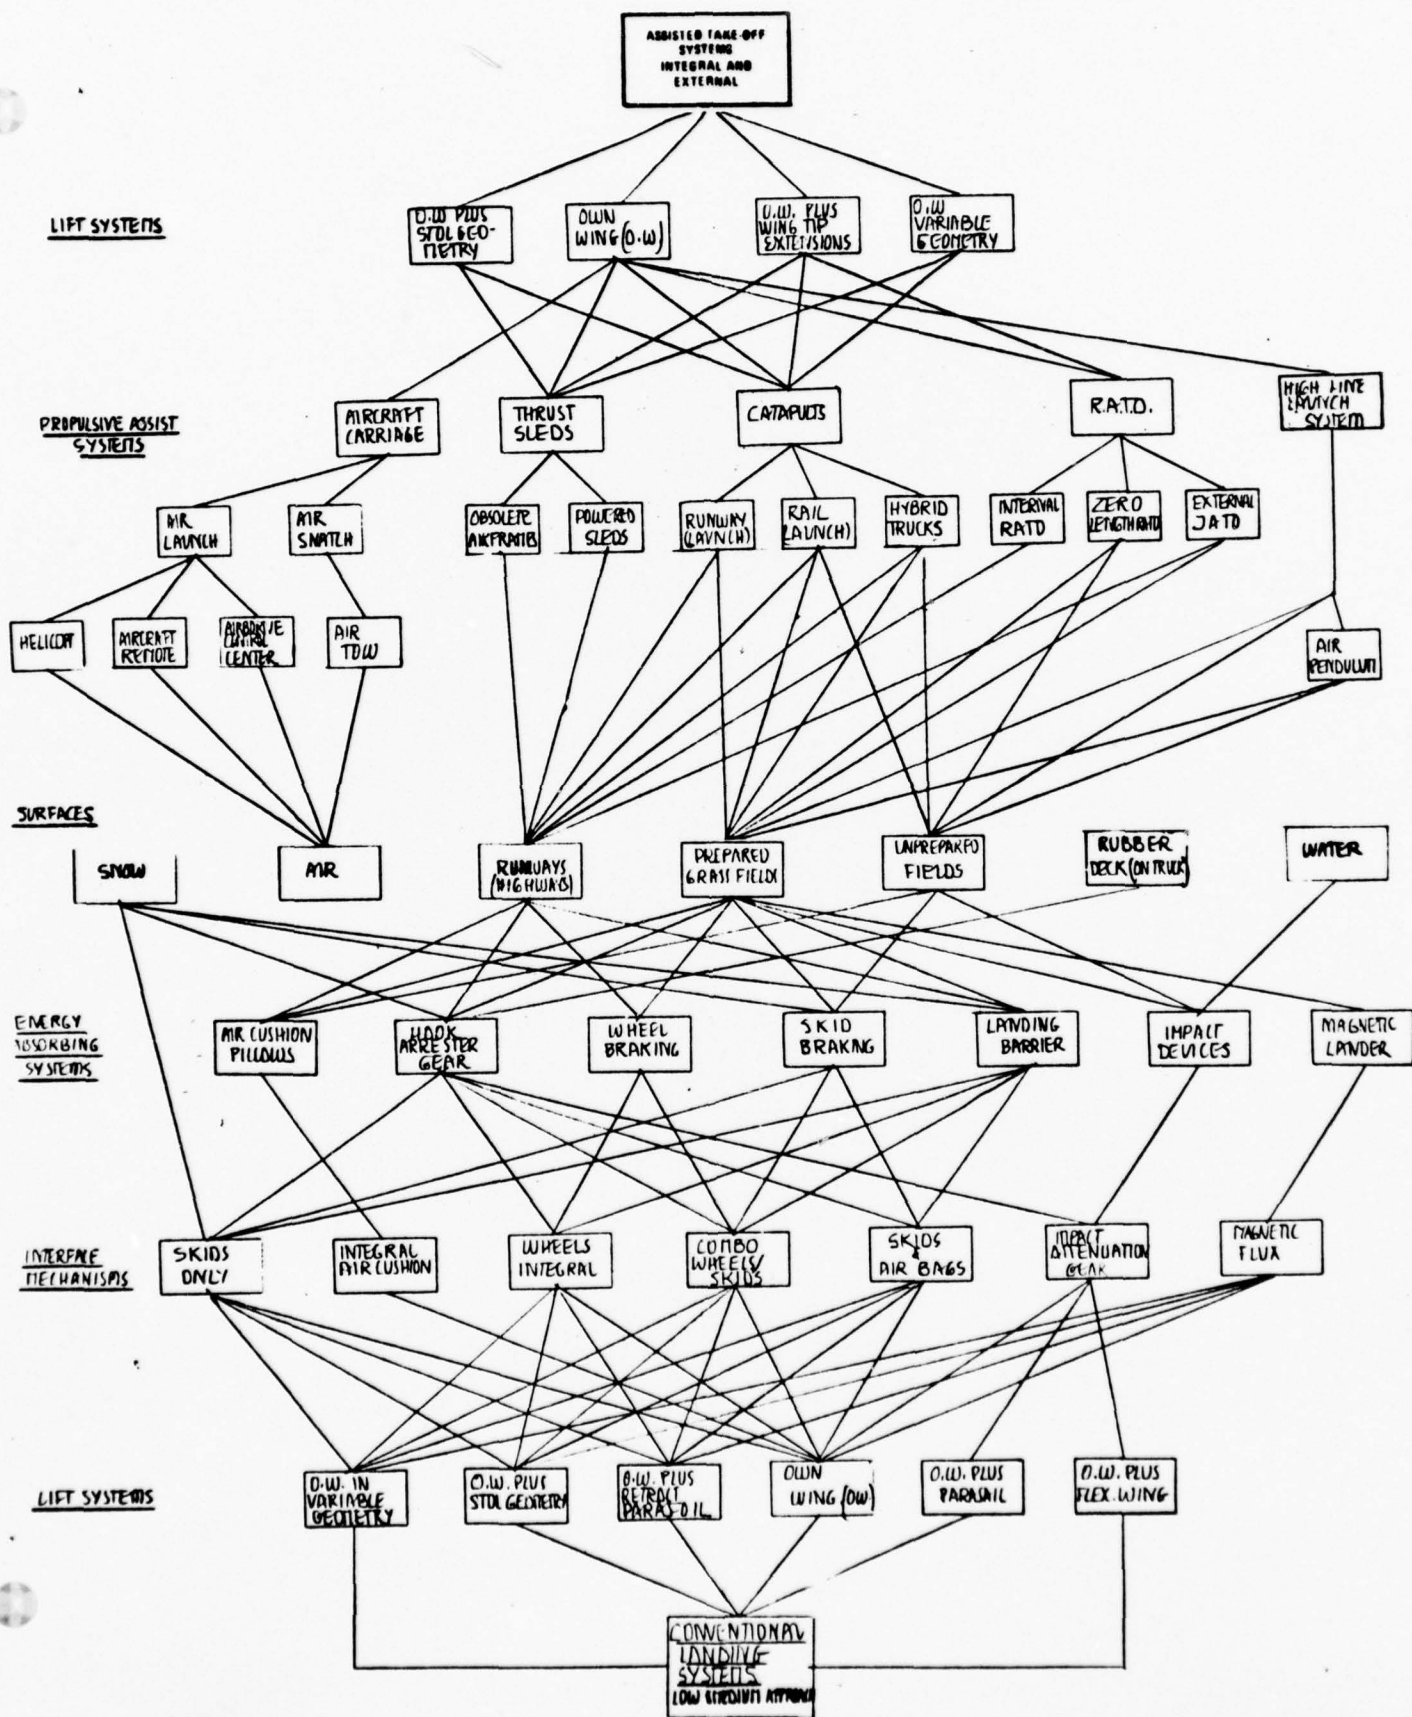 ASSISTED TAKE-OFF
SYSTEMS
INTEGRAL AND
EXTERNAL
LIFT SYSTEMS
O.W PLUS
STOL GEO-
METRY
OWN
WING (O.W)
O.W. PLUS
WING TIP
EXTENSIONS
O.W
VARIABLE
GEOMETRY
PROPULSIVE ASSIST
SYSTEMS
AIRCRAFT
CARRIAGE
THRUST
SLEDS
CATAPULTS
R.A.T.O.
HIGH LINE
LAUNCH
SYSTEM
AIR
LAUNCH
AIR
SNATCH
OBSOLETE
POWERED
SLEDS
RUNWAY
(LAUNCH)
RAIL
(LAUNCH)
HYBRID
TRUCKS
INTERNAL
RATO
ZERO
LENGTH RATO
EXTERNAL
JATO
AIRCRAFT
REMOTE
CENTER
AIR
TOW
AIR
PENDULUM
SURFACES
SNOW
AIR
RUNWAYS
(HIGHWAYS)
PREPARED
GRASS FIELDS
UNPREPARED
FIELDS
RUBBER
DECK (ON TRUCK)
WATER
ENERGY
ABSORBING
SYSTEMS
AIR CUSHION
PILLOWS
HOOK
ARRESTER
GEAR
WHEEL
BRAKING
SKID
BRAKNG
LANDING
BARRIER
IMPACT
DEVICES
MAGNETIC
LANDER
INTERFACE
MECHANISMS
SKIDS
ONLY
INTEGRAL
AIR CUSHION
WHEELS
INTEGRAL
COMBO
WHEELS/
SKIDS
SKIDS
&
AIR BAGS
IMPACT
ATTENUATION
GEAR
MAGNETIC
FLUX
LIFT SYSTEMS
O.W. IN
VARIABLE
GEOMETRY
O.W. PLUS
STOL GEOMETRY
O.W. PLUS
RETRACT
PARAFOIL
OWN
WING (OW)
O.W. PLUS
PARASAIL
O.W. PLUS
FLEX. WING
CONVENTIONAL
LANDING
SYSTEMS
LOW &MEDIUM APPROACH